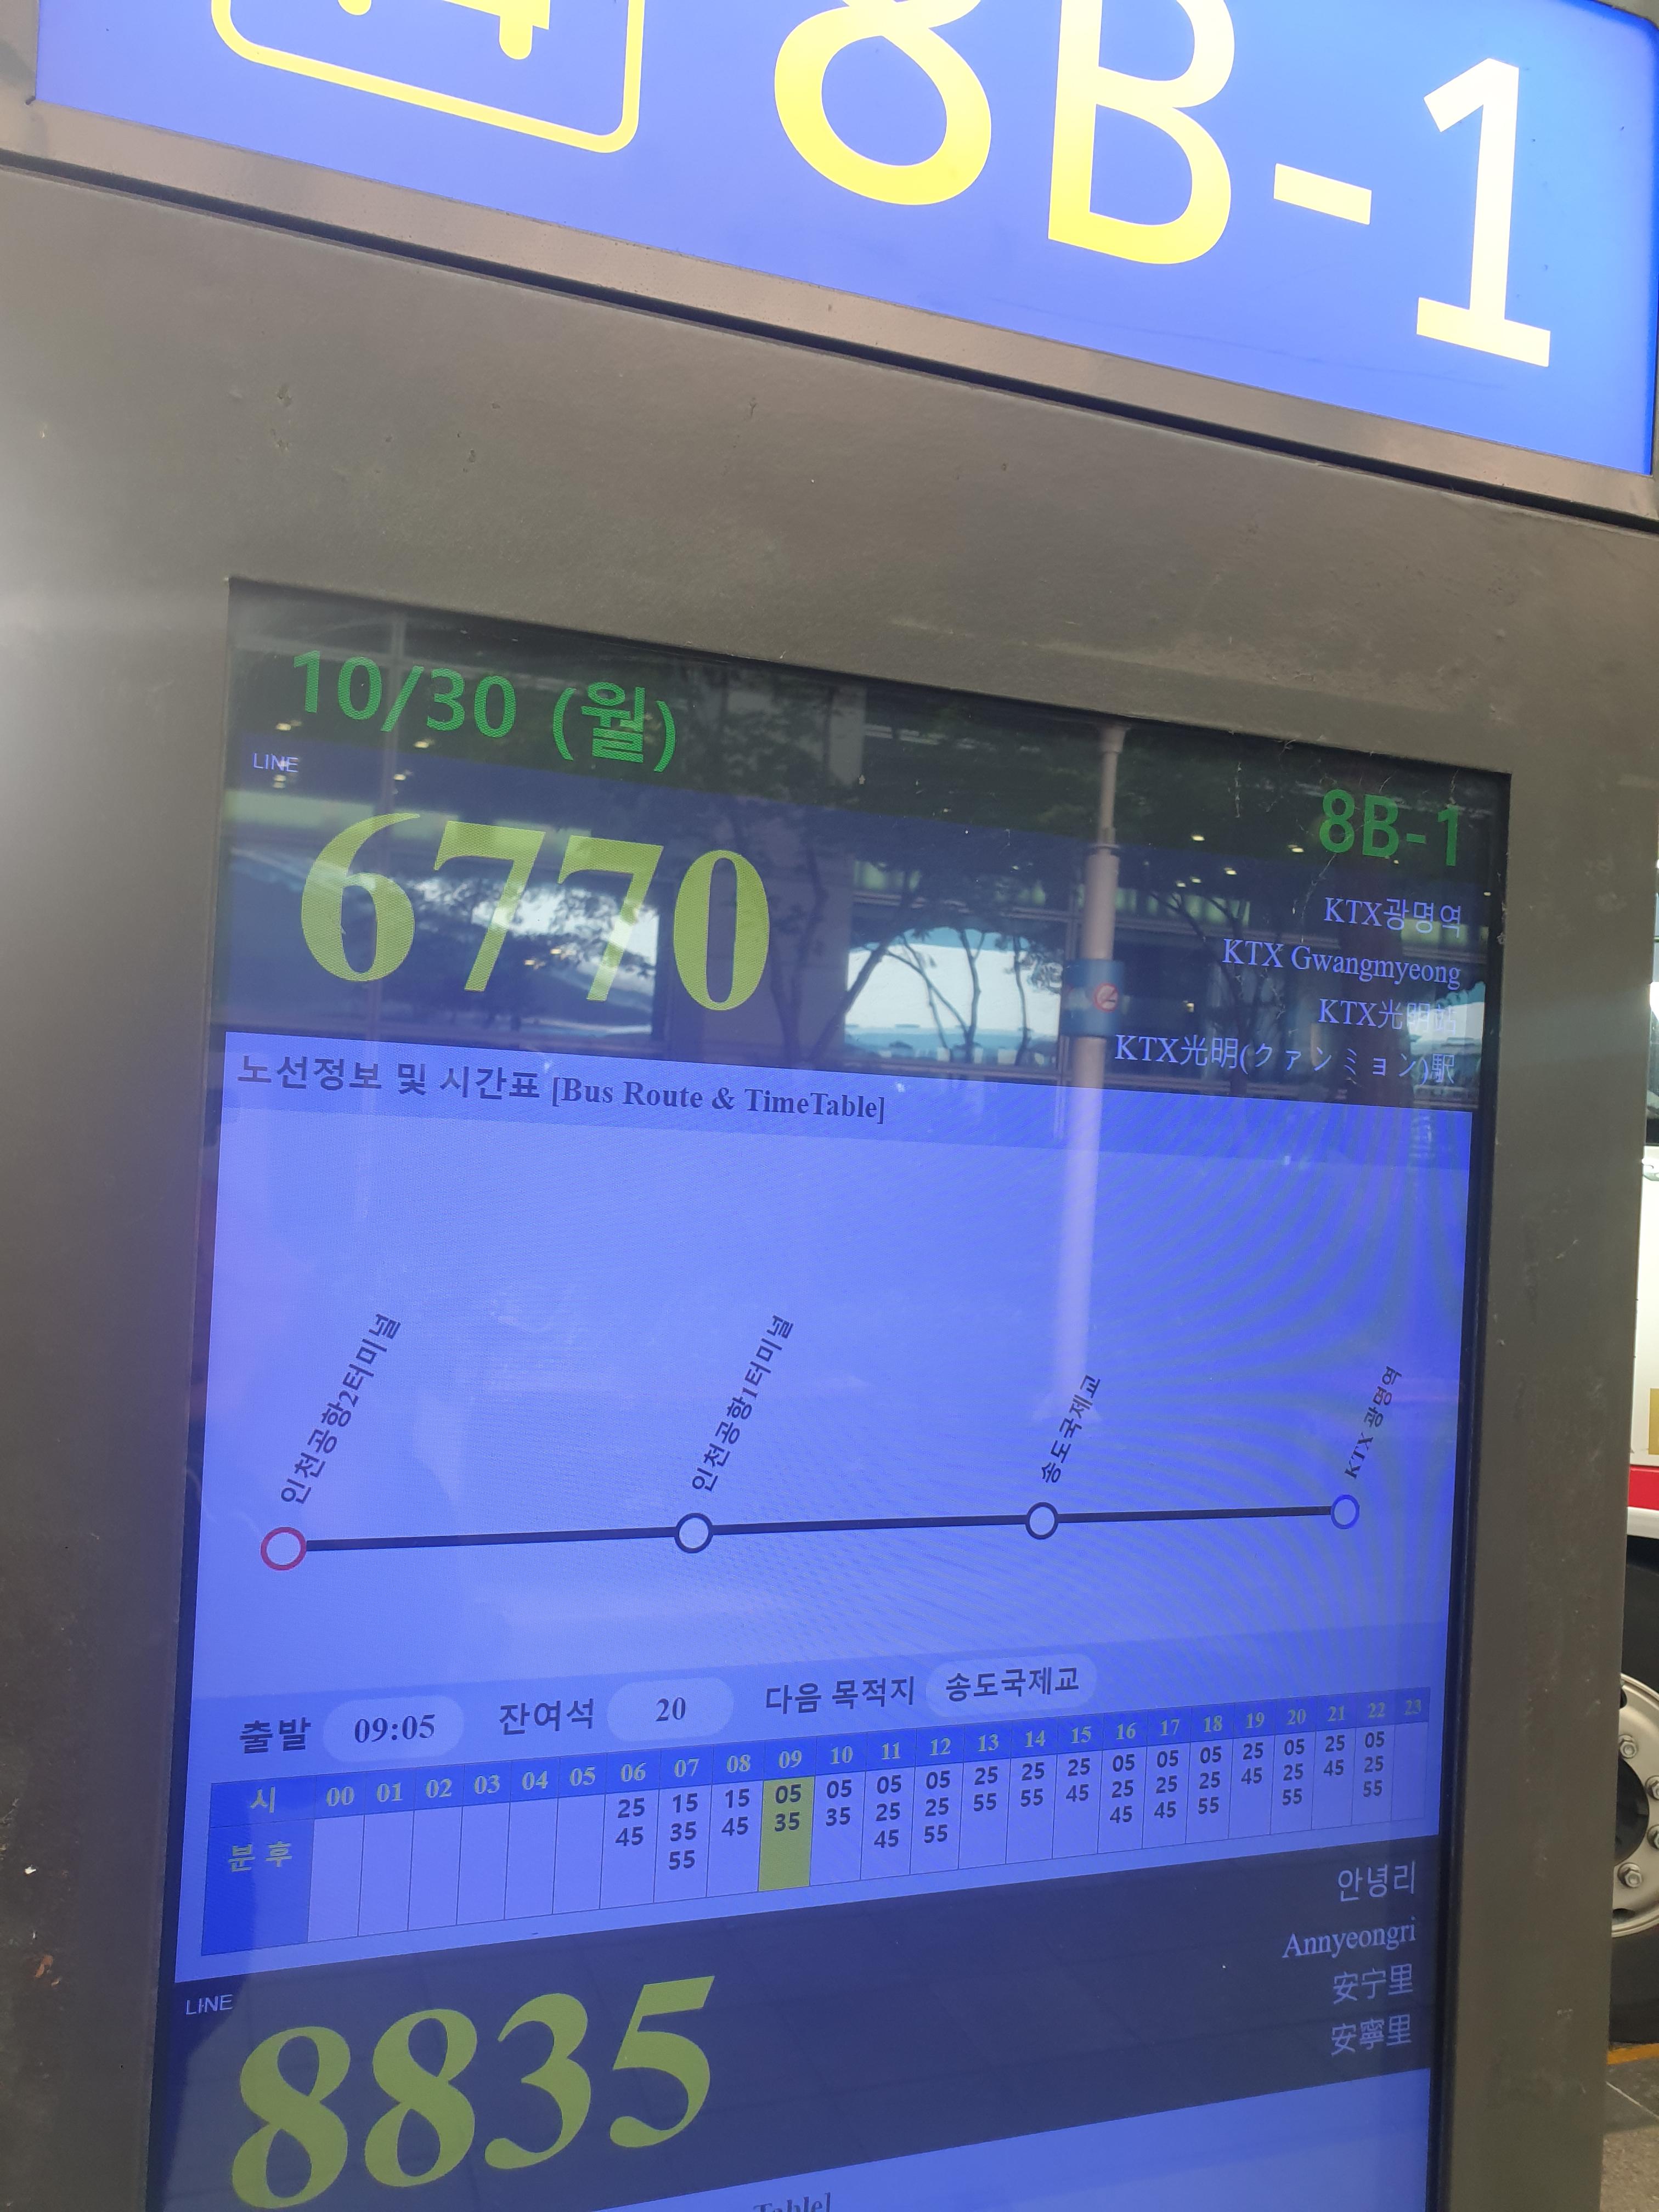 8B-1
10/30 (월)
8B-1
LINE
6770
KTX광명역
KTX Gwangmyeong
KTX光明站
KTX光明(クァンミョン)駅
노선정보 및 시간표 [Bus Route & TimeTable]
인천공항2터미널
인천공항1터미널
송도국제교
KTX 광명역
출발 09:05 잔여석 20 다음 목적지 송도국제교
시 00 01 02 03 04 05 06 07 08 09 10 11 12 13 14 15 16 17 18 19 20 21 22 23
분 후 25 15 15 05 05 05 05 25 25 25 05 05 05 25 05 25 05
45 35 45 35 35 25 25 55 55 45 25 25 25 45 25 45 25
55 45 55 45 45 55 55 55
안녕리
Annyeongri
安宁里
安寧里
LINE
8835
Table]